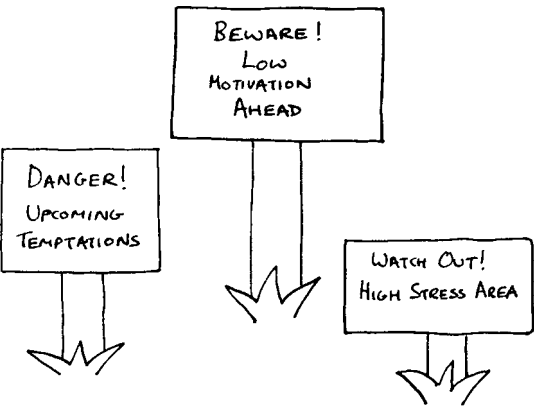 BEWARE!
LOW
MOTIVATION
AHEAD
DANGER!
UPCOMING
TEMPTATIONS
WATCH OUT!
HIGH STRESS AREA